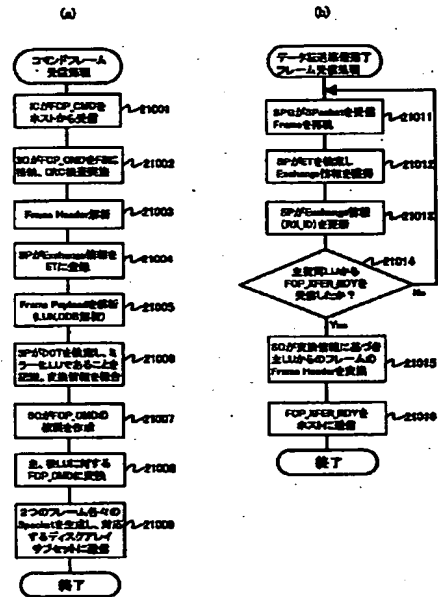 (a)
コマンドフレーム
受信処理
ICがFCP_CMDを
ホストから受信
21001
SCがFCP_CMDをFBに
格納、CRC検査実施
21002
Frame Header解析
21003
SPがExchange情報を
ETに登録
21004
Frame Payloadを解析
(LUN,CDB解析)
21005
SPがDCTを検索し、ミ
ラー化LUであることを
認識、変換情報を報告
21006
SCがFCP_CMDの
複製を作成
21007
主、従LUに対する
FCP_CMDに変換
21008
2つのフレーム各々の
Spacketを生成し、対応
するディスクアレイ
サブセットに送信
21009
終了
(b)
データ転送準備完了
フレーム受信処理
SPGがSPacketを受信
Frameを再現
21011
SPがETを検索し
Exchange情報を獲得
21012
SPがExchange情報
(RX_ID)を更新
21013
21014
FCP_XFER_RDYを
受信したか?
No
Yes
SCが変換情報に基づき
主LUからのフレームの
Frame Headerを変換
21015
FCP_XFER_RDYを
ホストに送信
21016
終了